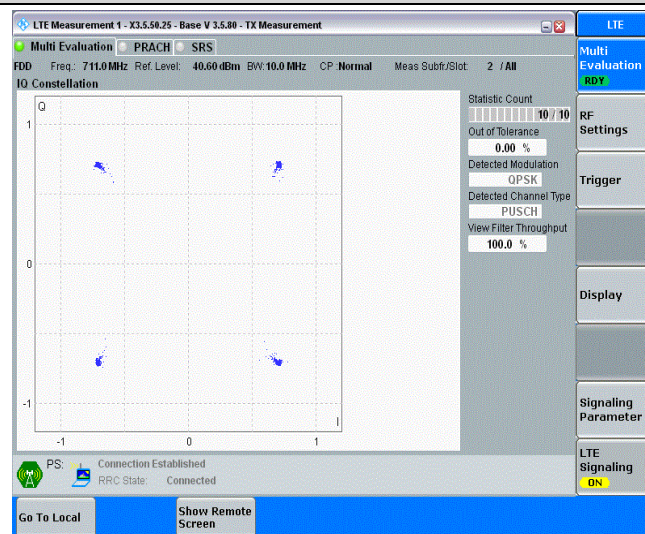 LTE Measurement 1 - X3.5.50.25 - Base V 3.5.80 - TX Measurement
LTE
Multi Evaluation PRACH SRS
Multi
Evaluation
RDY
FDD Freq.: 711.0 MHz Ref. Level: 40.60 dBm BW: 10.0 MHz CP : Normal Meas Subfr./Slot: 2 / All
IQ Constellation
Q
1
0
-1
-1 0 1
I
Statistic Count
10 / 10
Out of Tolerance
0.00 %
Detected Modulation
QPSK
Detected Channel Type
PUSCH
View Filter Throughput
100.0 %
RF
Settings
Trigger
Display
Signaling
Parameter
LTE
Signaling
ON
PS: Connection Established
RRC State: Connected
Go To Local
Show Remote
Screen